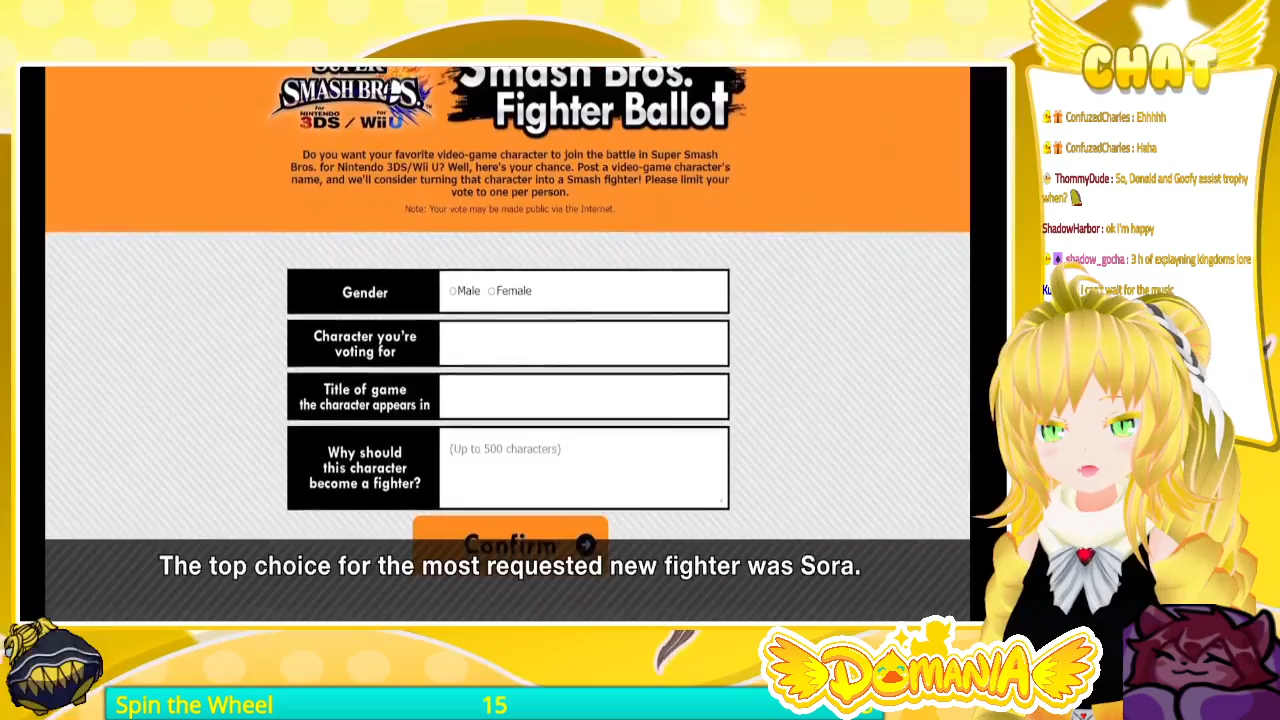 SUPER
SMASH BROS.
for NINTENDO 3DS / for Wii U
Smash Bros.
Fighter Ballot
Do you want your favorite video-game character to join the battle in Super Smash
Bros. for Nintendo 3DS/Wii U? Well, here's your chance. Post a video-game character's
name, and we'll consider turning that character into a Smash fighter! Please limit your
vote to one per person.
Note: Your vote may be made public via the Internet.
Gender
Male Female
Character you're
voting for
Title of game
the character appears in
Why should
this character
become a fighter?
(Up to 500 characters)
Confirm
The top choice for the most requested new fighter was Sora.
CHAT
ConfuzedCharles : Ehhhhh
ConfuzedCharles : Haha
ThommyDude : So, Donald and Goofy assist trophy
when?
ShadowHarbor : ok I'm happy
shadow_gocha : 3 h of explayning kingdoms lore
I can't wait for the music
DOMANIA
Spin the Wheel 15